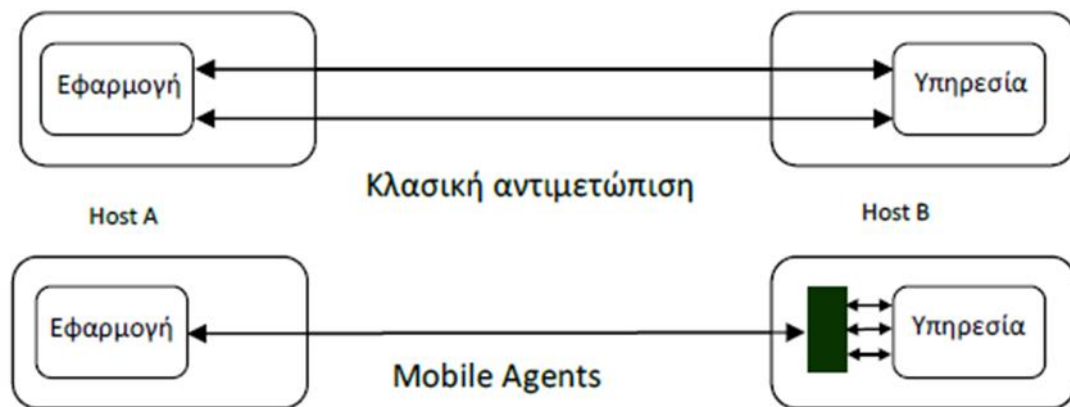 Εφαρμογή
Υπηρεσία
Κλασική αντιμετώπιση
Host A
Host B
Εφαρμογή
Υπηρεσία
Mobile Agents